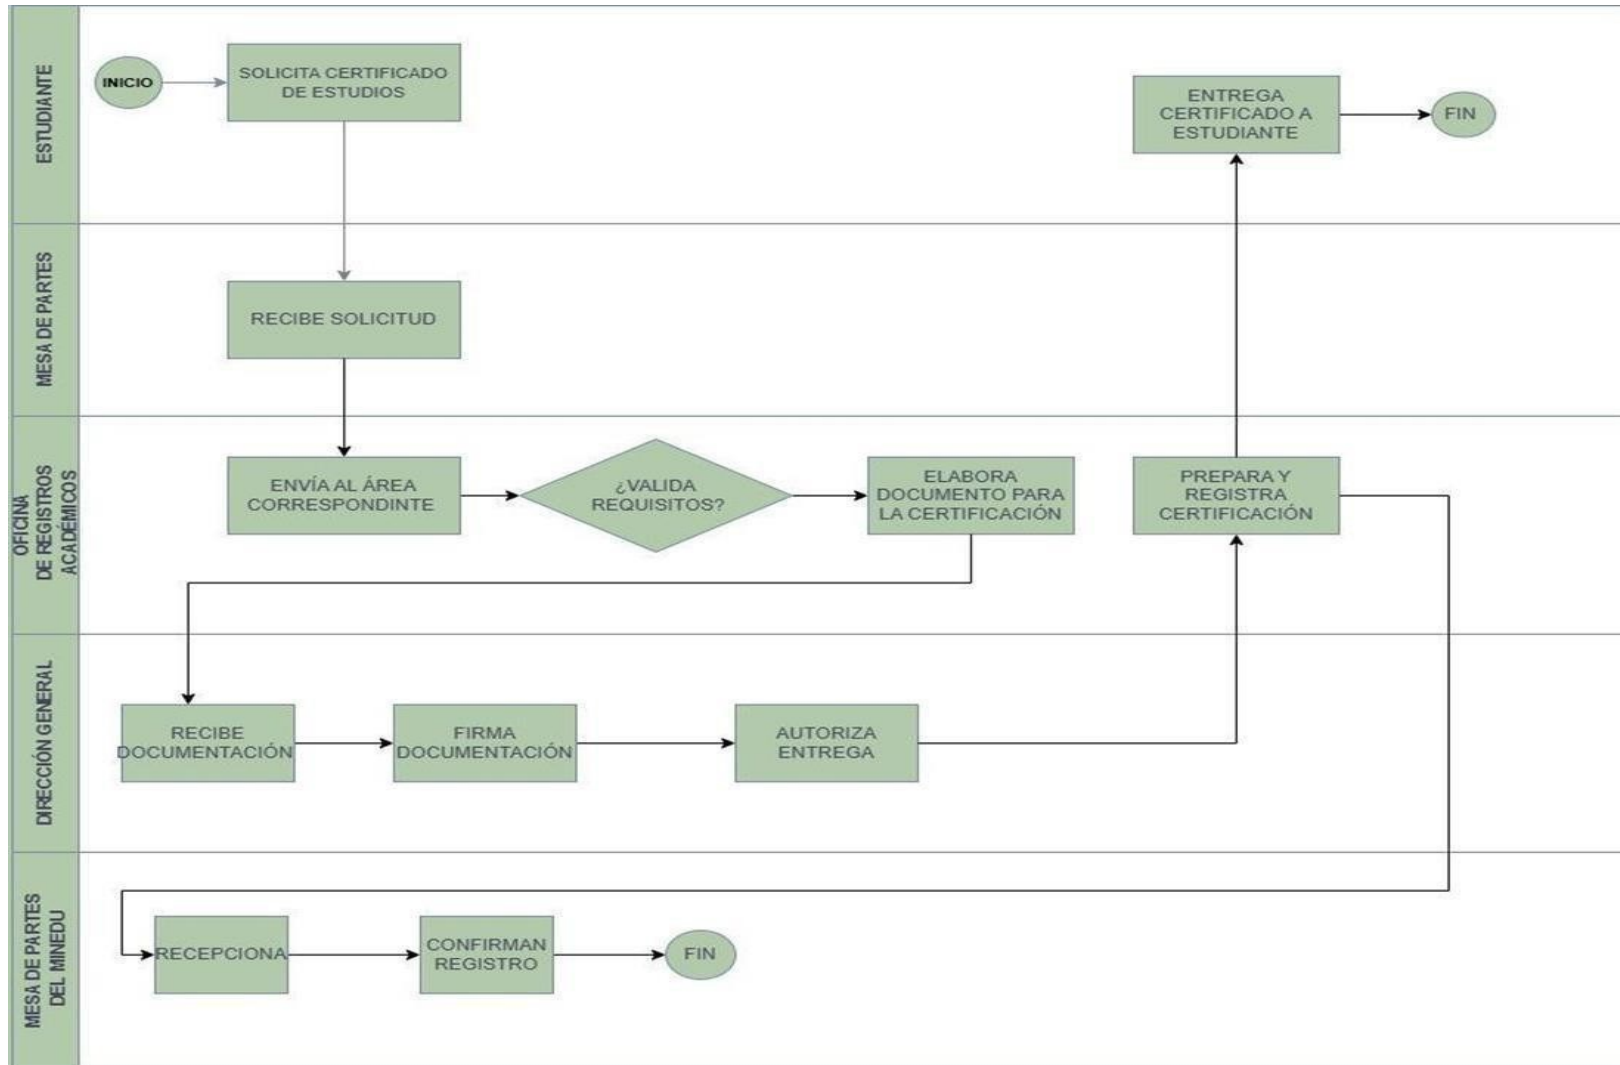 ESTUDIANTE
INICIO
SOLICITA CERTIFICADO
DE ESTUDIOS
ENTREGA
CERTIFICADO A
ESTUDIANTE
FIN
MESA DE PARTES
RECIBE SOLICITUD
OFICINA
DE REGISTROS
ACADÉMICOS
ENVÍA AL ÁREA
CORRESPONDINTE
¿VALIDA
REQUISITOS?
ELABORA
DOCUMENTO PARA
LA CERTIFICACIÓN
PREPARA Y
REGISTRA
CERTIFICACIÓN
DIRECCIÓN GENERAL
RECIBE
DOCUMENTACIÓN
FIRMA
DOCUMENTACIÓN
AUTORIZA
ENTREGA
MESA DE PARTES
DEL MINEDU
RECEPCIONA
CONFIRMAN
REGISTRO
FIN